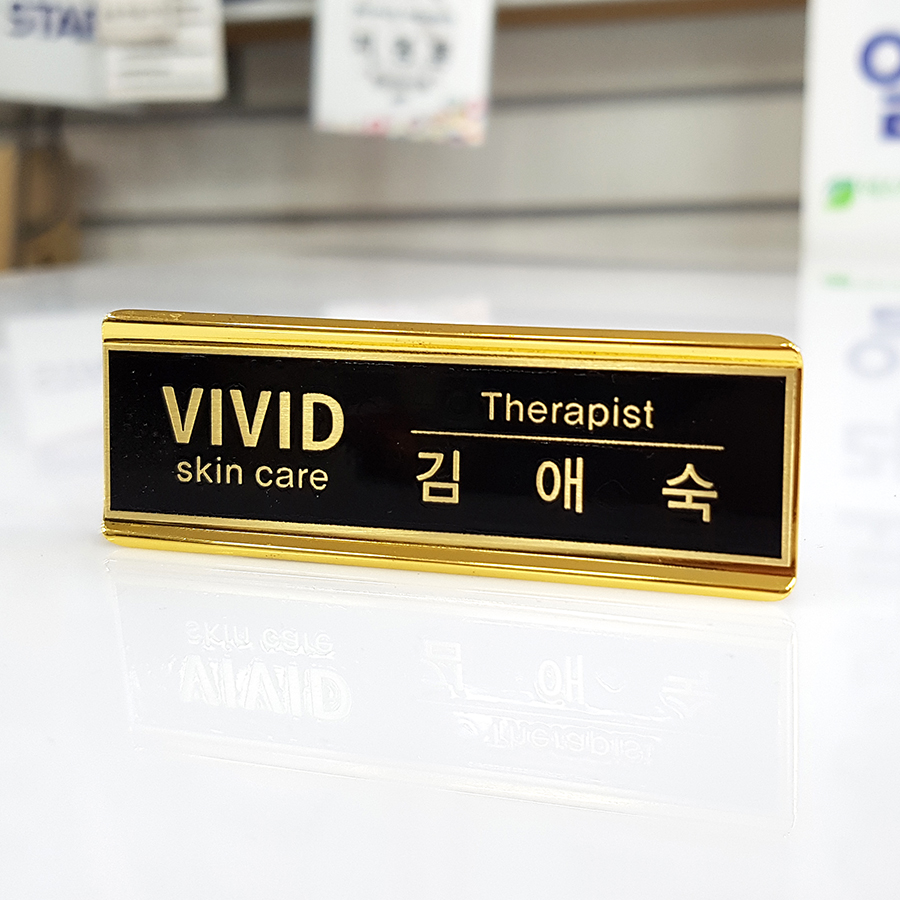 VIVID
skin care
Therapist
김 애 숙